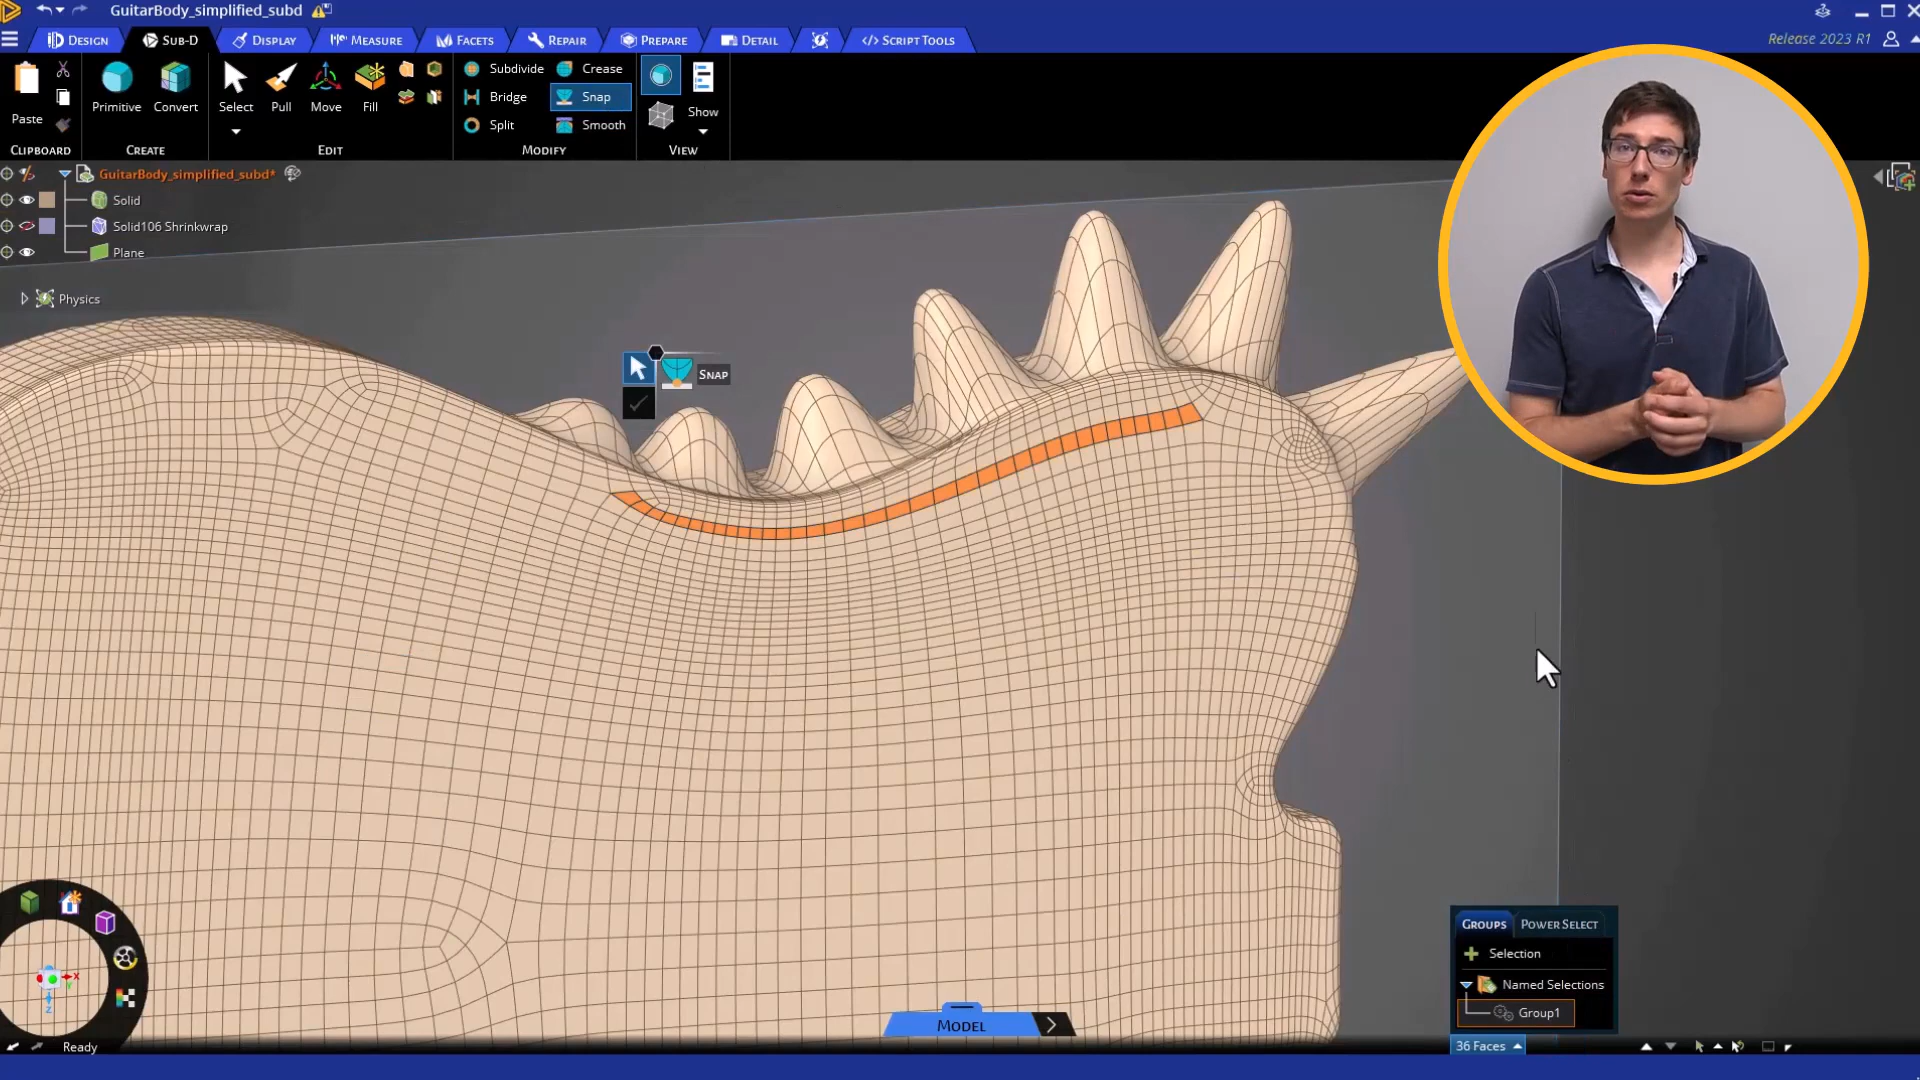 GuitarBody_simplified_subd
Design
Sub-D
Display
Measure
Facets
Repair
Prepare
Detail
</> Script Tools
Release 2023 R1
Paste
Primitive
Convert
Select
Pull
Move
Fill
Subdivide
Crease
Bridge
Snap
Split
Smooth
Show
Clipboard
Create
Edit
Modify
View
GuitarBody_simplified_subd*
Solid
Solid106 Shrinkwrap
Plane
Physics
Snap
Groups
Power Select
Selection
Named Selections
Group1
Model
X
Y
Z
Ready
36 Faces